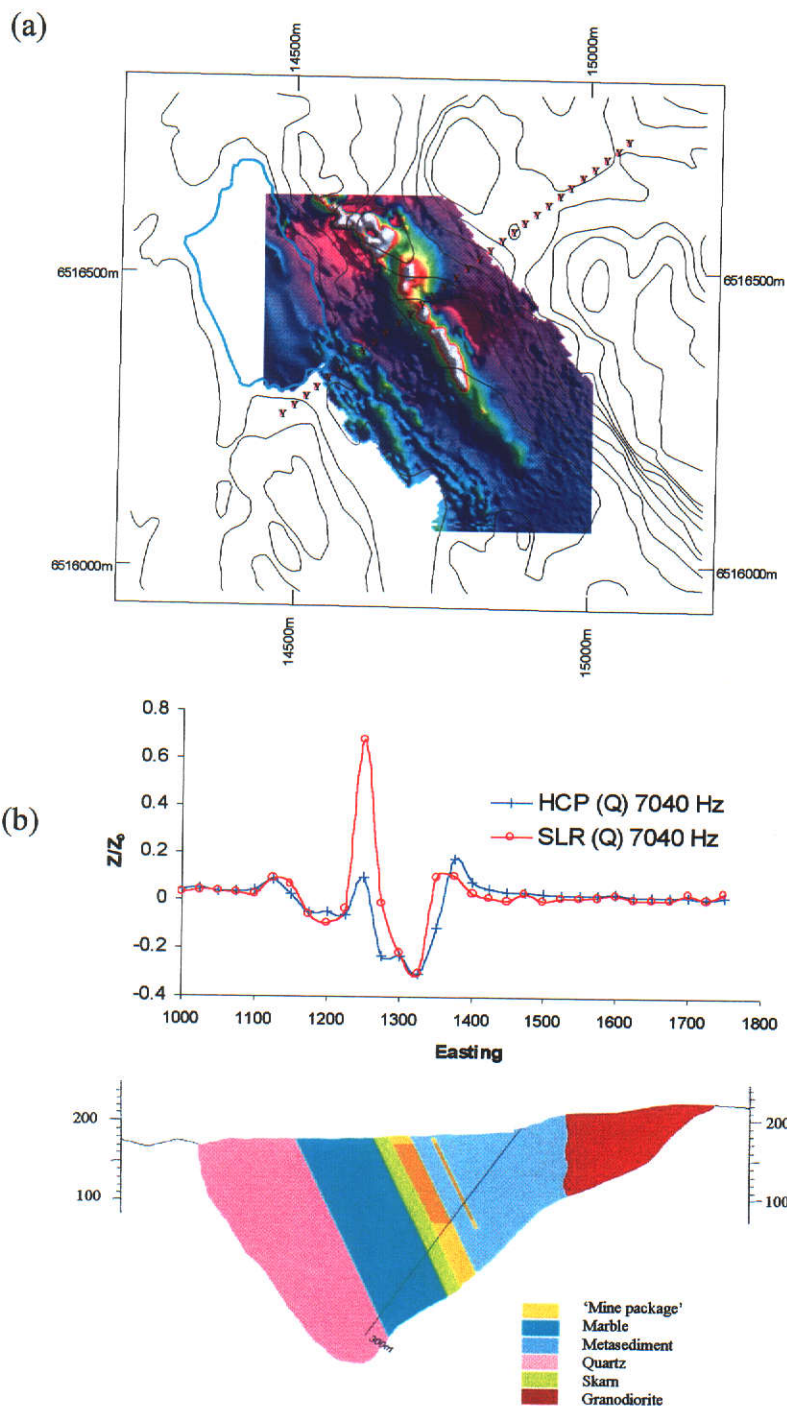 (a)
14500m
15000m
6516500m
6516500m
6516000m
6516000m
14500m
15000m
(b)
Z/Z₀
0.8
0.6
0.4
0.2
0
-0.2
-0.4
HCP (Q) 7040 Hz
SLR (Q) 7040 Hz
1000 1100 1200 1300 1400 1500 1600 1700 1800
Easting
200
100
200
100
300m
'Mine package'
Marble
Metasediment
Quartz
Skarn
Granodiorite